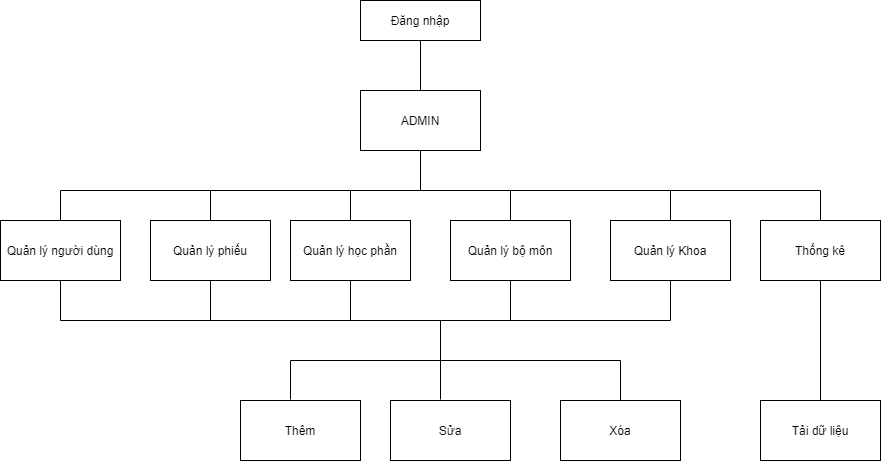 Đăng nhập
ADMIN
Quản lý người dùng
Quản lý phiếu
Quản lý học phần
Quản lý bộ môn
Quản lý Khoa
Thống kê
Thêm
Sửa
Xóa
Tải dữ liệu